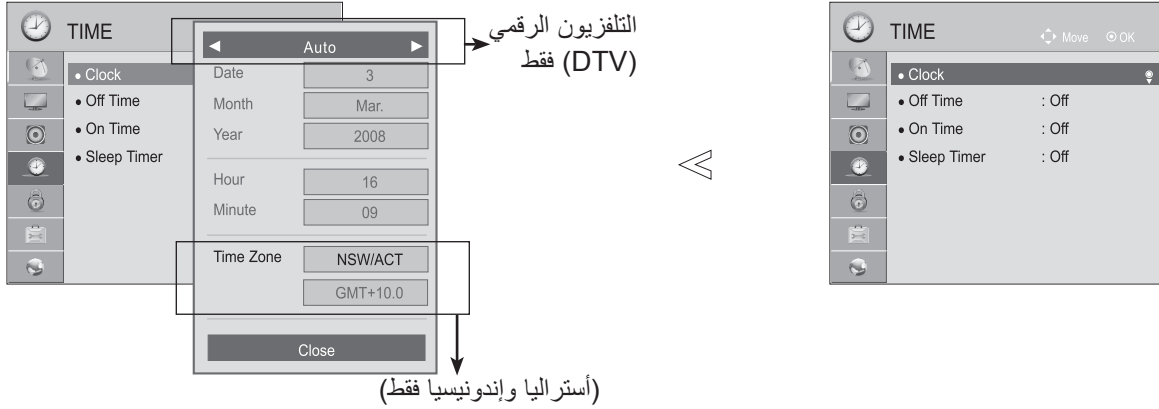 TIME
Move OK
• Clock
• Off Time : Off
• On Time : Off
• Sleep Timer : Off
TIME
• Clock
• Off Time
• On Time
• Sleep Timer
◄ Auto ►
Date 3
Month Mar.
Year 2008
Hour 16
Minute 09
Time Zone NSW/ACT
GMT+10.0
Close
التلفزيون الرقمي
(DTV) فقط
(أستراليا وإندونيسيا فقط)